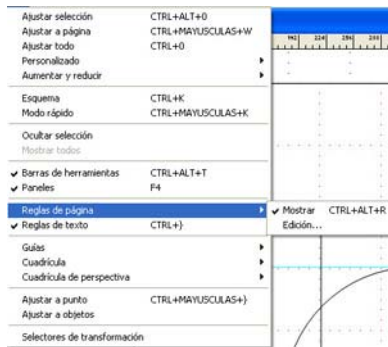 Ajustar selección CTRL+ALT+0
Ajustar a página CTRL+MAYUSCULAS+W
Ajustar todo CTRL+0
Personalizado
Aumentar y reducir
Esquema CTRL+K
Modo rápido CTRL+MAYUSCULAS+K
Ocultar selección
Mostrar todos
Barras de herramientas CTRL+ALT+T
Paneles F4
Reglas de página
Mostrar CTRL+ALT+R
Reglas de texto CTRL+}
Edición...
Guías
Cuadrícula
Cuadrícula de perspectiva
Ajustar a punto CTRL+MAYUSCULAS+}
Ajustar a objetos
Selectores de transformación